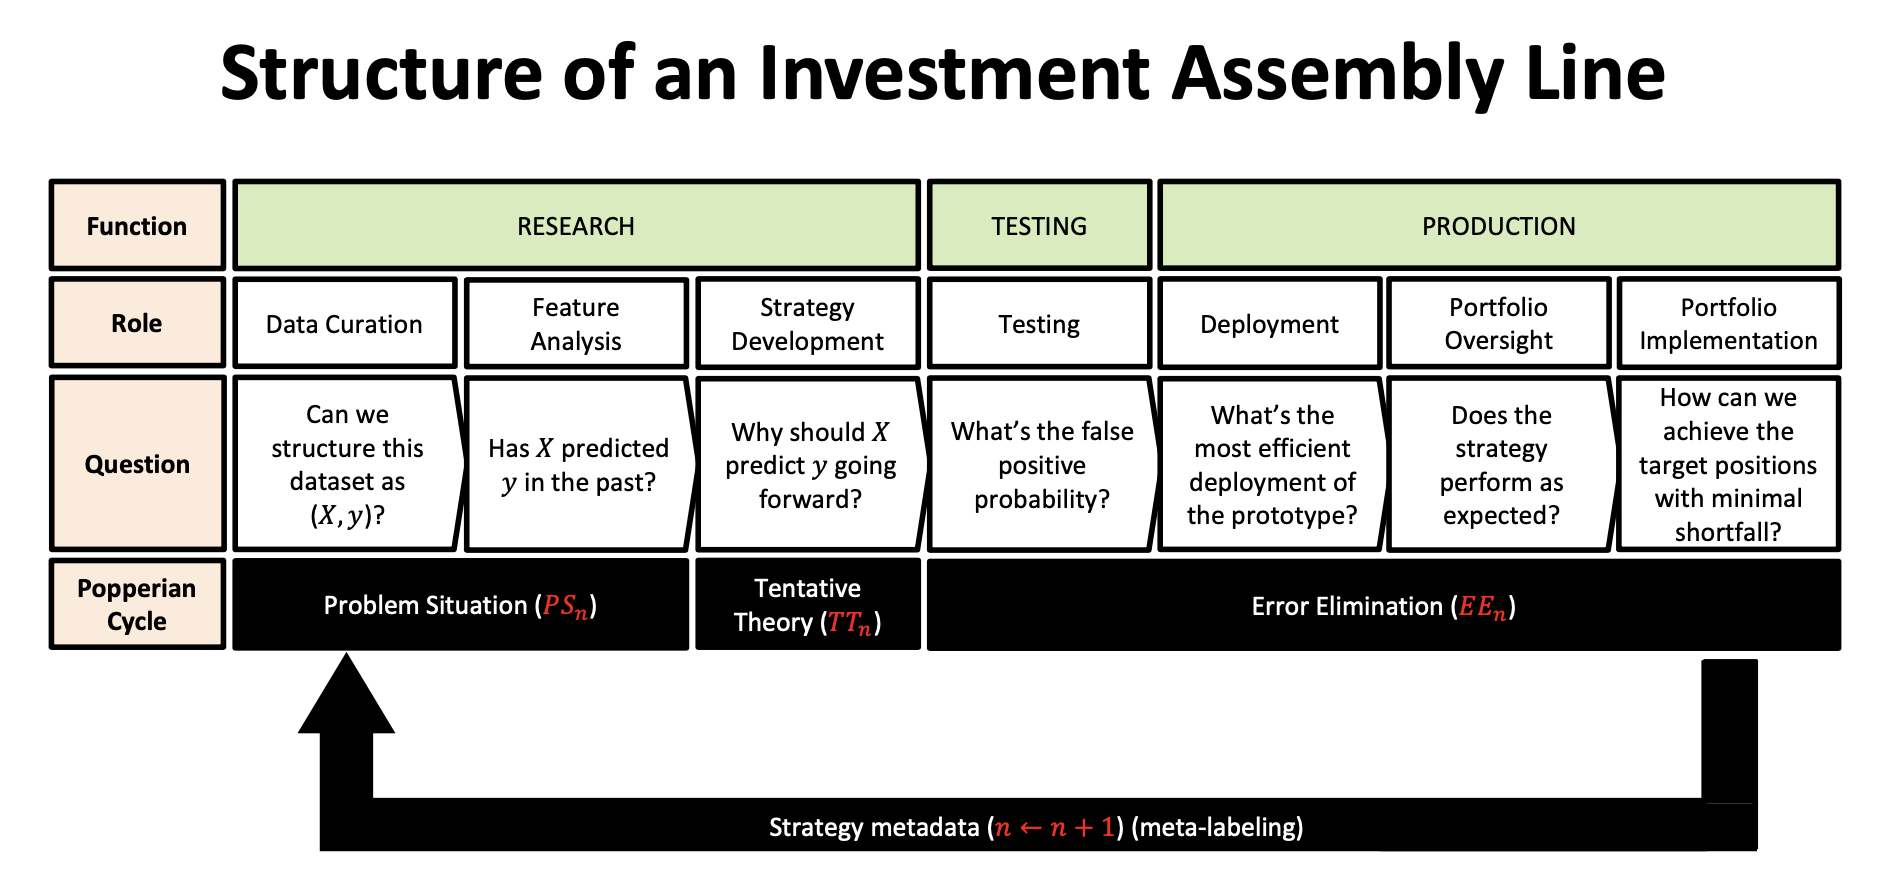 Structure of an Investment Assembly Line
Function
RESEARCH
TESTING
PRODUCTION
Role
Data Curation
Feature
Analysis
Strategy
Development
Testing
Deployment
Portfolio
Oversight
Portfolio
Implementation
Question
Can we
structure this
dataset as
(X, y)?
Has X predicted
y in the past?
Why should X
predict y going
forward?
What's the false
positive
probability?
What's the
most efficient
deployment of
the prototype?
Does the
strategy
perform as
expected?
How can we
achieve the
target positions
with minimal
shortfall?
Popperian
Cycle
Problem Situation (PSₙ)
Tentative
Theory (TTₙ)
Error Elimination (EEₙ)
Strategy metadata (n ← n + 1) (meta-labeling)